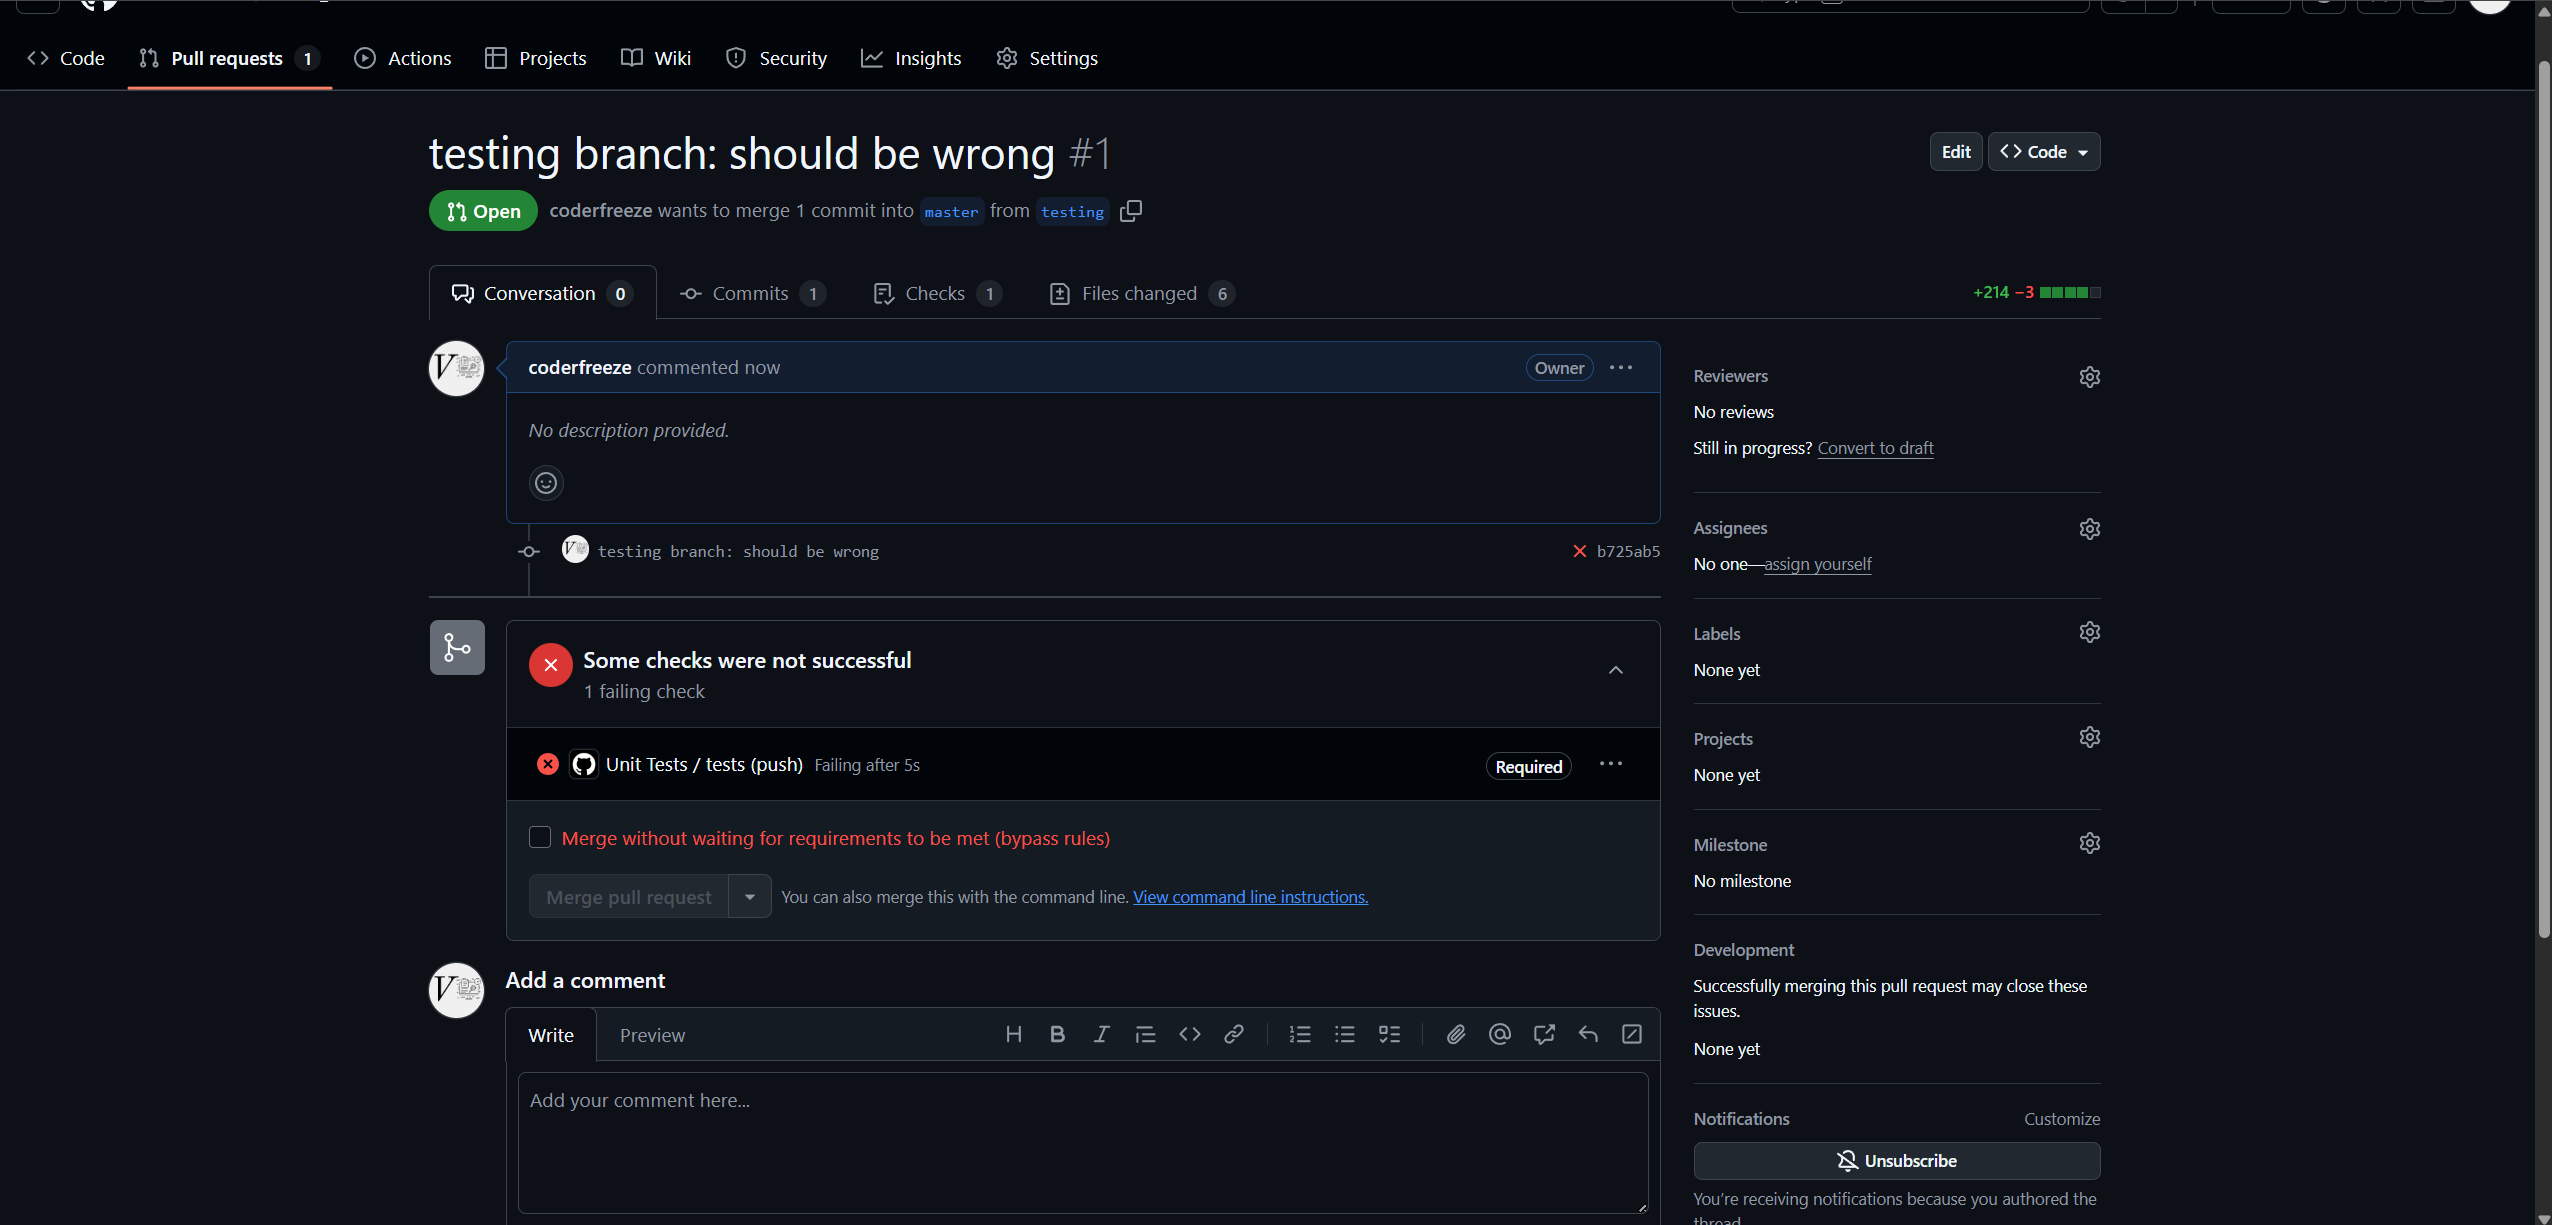 Code
Pull requests 1
Actions
Projects
Wiki
Security
Insights
Settings
testing branch: should be wrong #1
Edit
Code
Open
coderfreeze wants to merge 1 commit into master from testing
Conversation 0
Commits 1
Checks 1
Files changed 6
+214 −3
coderfreeze commented now
Owner
No description provided.
testing branch: should be wrong
b725ab5
Some checks were not successful
1 failing check
Unit Tests / tests (push) Failing after 5s
Required
Merge without waiting for requirements to be met (bypass rules)
Merge pull request
You can also merge this with the command line. View command line instructions.
Add a comment
Write
Preview
Add your comment here...
Reviewers
No reviews
Still in progress? Convert to draft
Assignees
No one—assign yourself
Labels
None yet
Projects
None yet
Milestone
No milestone
Development
Successfully merging this pull request may close these
issues.
None yet
Notifications
Customize
Unsubscribe
You're receiving notifications because you authored the
thread